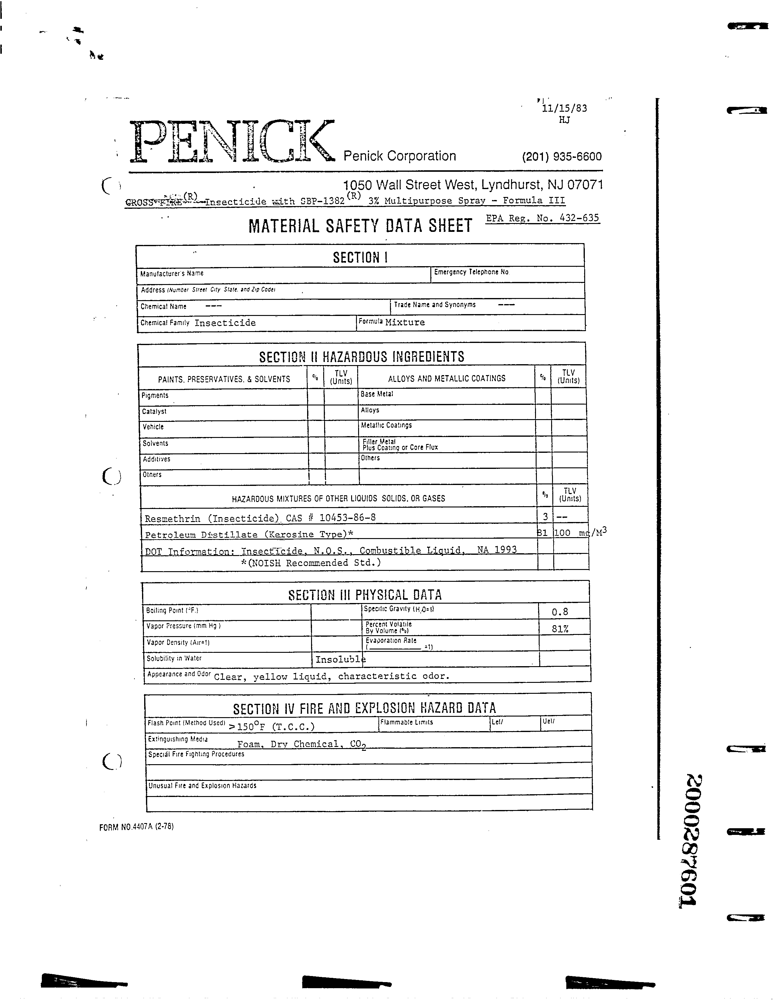 11/15/83
HJ
PENICK Penick Corporation (201) 935-6600
1050 Wall Street West, Lyndhurst, NJ 07071
Insecticide with SBP-1382 (R) 3% Multipurpose Spray - Formula III
MATERIAL SAFETY DATA SHEET EPA Reg. No. 432-635
SECTION I
Manufacturer's Name Emergency Telephone No
Address (Number Street City State and Zip Code)
Chemical Name --- Trade Name and Synonyms ---
Chemical Family Insecticide Formula Mixture
SECTION II HAZARDOUS INGREDIENTS
PAINTS, PRESERVATIVES, & SOLVENTS % TLV (Units) ALLOYS AND METALLIC COATINGS % TLV (Units)
Pigments Base Metal
Catalyst Alloys
Vehicle Metallic Coatings
Solvents Filler Metal Plus Coating or Core Flux
Additives Others
Others
HAZARDOUS MIXTURES OF OTHER LIQUIDS SOLIDS, OR GASES % TLV (Units)
Resmethrin (Insecticide) CAS # 10453-86-8 3 --
Petroleum Distillate (Kerosine Type)* 81 100 mg/M3
DOT Information: Insecticide, N.O.S., Combustible Liquid, NA 1993
*(NOISH Recommended Std.)
SECTION III PHYSICAL DATA
Boiling Point (°F.) Specific Gravity (H2O=1) 0.8
Vapor Pressure (mm Hg) Percent Volatile By Volume (%) 81%
Vapor Density (Air=1) Evaporation Rate (________ =1)
Solubility in Water Insoluble
Appearance and Odor Clear, yellow liquid, characteristic odor.
SECTION IV FIRE AND EXPLOSION HAZARD DATA
Flash Point (Method Used) >150°F (T.C.C.) Flammable Limits Lel/ Uel/
Extinguishing Media Foam, Dry Chemical, CO2
Special Fire Fighting Procedures
Unusual Fire and Explosion Hazards
FORM NO.4407A (2-78)
2000287601